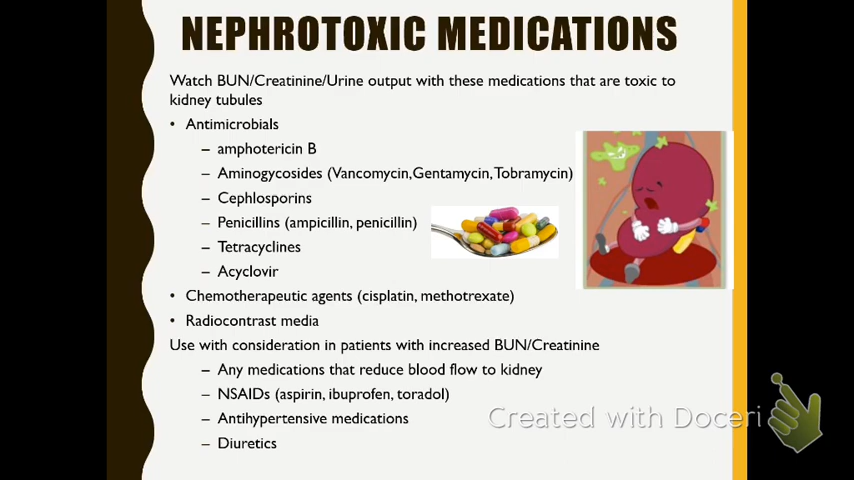 NEPHROTOXIC MEDICATIONS
Watch BUN/Creatinine/Urine output with these medications that are toxic to
kidney tubules
• Antimicrobials
– amphotericin B
– Aminogycosides (Vancomycin,Gentamycin,Tobramycin)
– Cephlosporins
– Penicillins (ampicillin, penicillin)
– Tetracyclines
– Acyclovir
• Chemotherapeutic agents (cisplatin, methotrexate)
• Radiocontrast media
Use with consideration in patients with increased BUN/Creatinine
– Any medications that reduce blood flow to kidney
– NSAIDs (aspirin, ibuprofen, toradol)
– Antihypertensive medications
– Diuretics
Created with Doceri